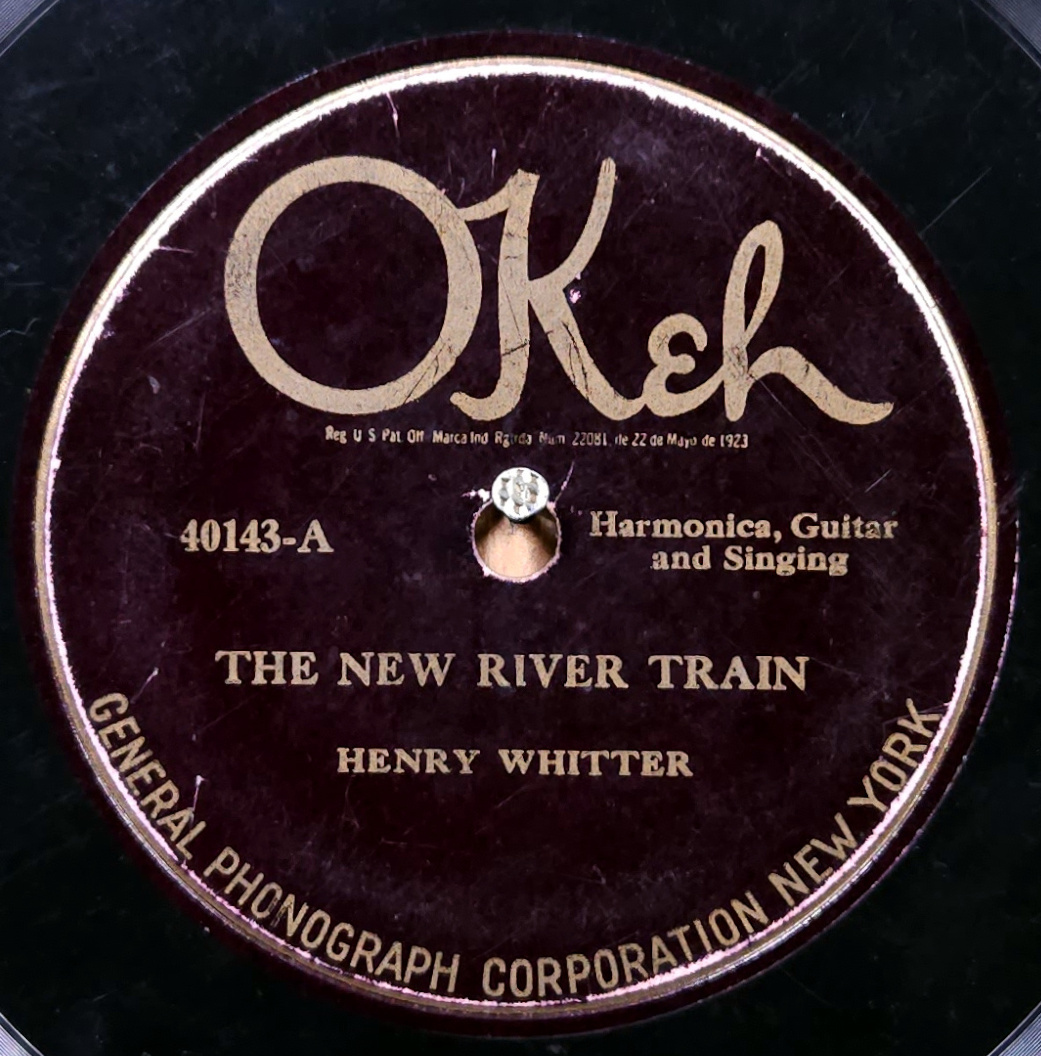 OKeh
Reg. U S Pat. Off. Marca Ind Rgtrda Num 22081, de 22 de Mayo de 1923
40143-A
Harmonica, Guitar
and Singing
THE NEW RIVER TRAIN
HENRY WHITTER
GENERAL PHONOGRAPH CORPORATION NEW YORK